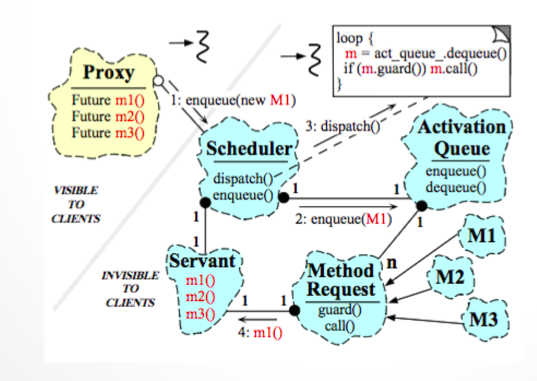 loop {
m = act_queue_.dequeue()
if (m.guard()) m.call()
}
Proxy
Future m1()
Future m2()
Future m3()
1: enqueue(new M1)
3: dispatch()
Scheduler
dispatch()
enqueue()
Activation
Queue
enqueue()
dequeue()
VISIBLE
TO
CLIENTS
1
1
2: enqueue(M1)
1
1
1
n
INVISIBLE
TO
CLIENTS
Servant
m1()
m2()
m3()
1
1
4: m1()
Method
Request
guard()
call()
M1
M2
M3